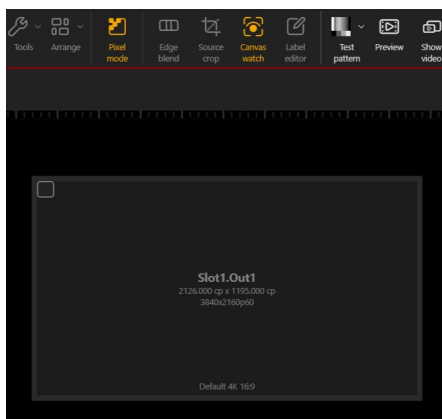 Tools
Arrange
Pixel
mode
Edge
blend
Source
crop
Canvas
watch
Label
editor
Test
pattern
Preview
Show
video
Slot1.Out1
2126.000 cp x 1195.000 cp
3840x2160p60
Default 4K 16:9